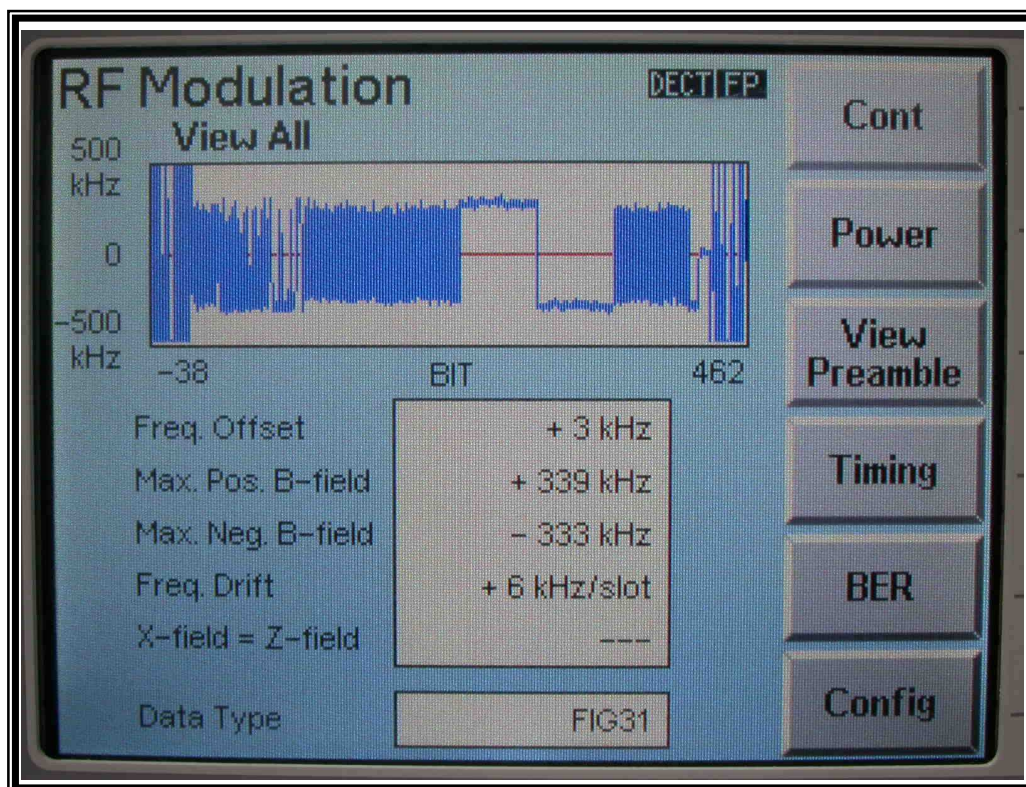 RF Modulation
DECT FP
View All
500
kHz
0
-500
kHz
-38 BIT 462
Freq. Offset + 3 kHz
Max. Pos. B-field + 339 kHz
Max. Neg. B-field - 333 kHz
Freq. Drift + 6 kHz/slot
X-field = Z-field ---
Data Type FIG31
Cont
Power
View
Preamble
Timing
BER
Config